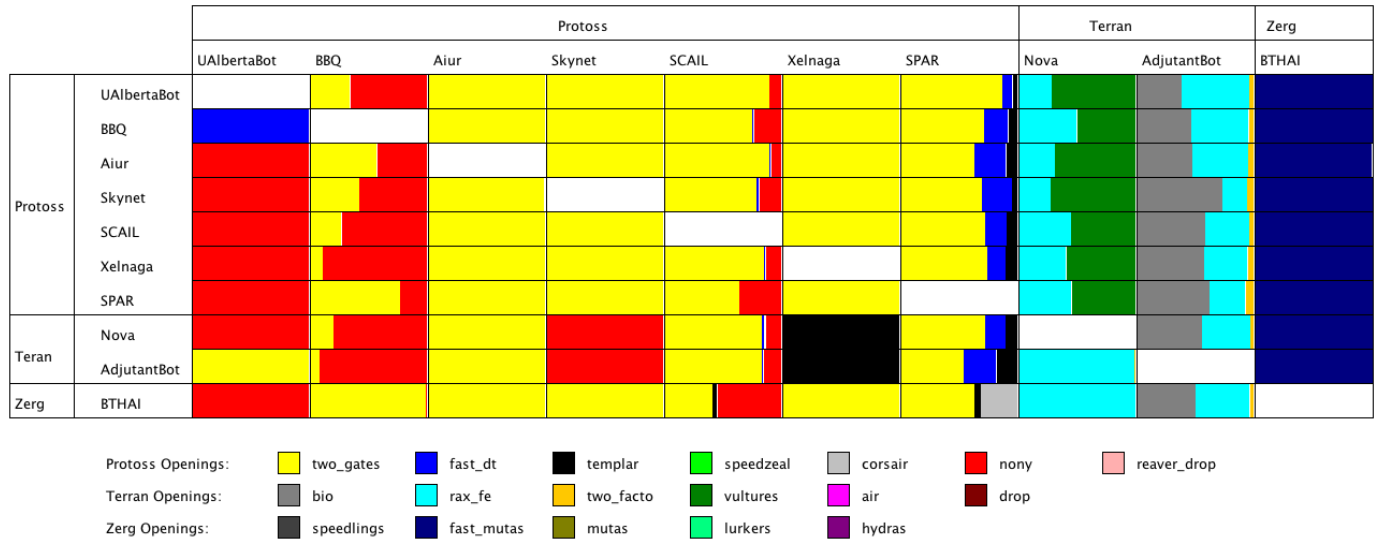 Protoss Terran Zerg
UAlbertaBot BBQ Aiur Skynet SCAIL Xelnaga SPAR Nova AdjutantBot BTHAI
UAlbertaBot
BBQ
Aiur
Protoss Skynet
SCAIL
Xelnaga
SPAR
Nova
Teran
AdjutantBot
Zerg BTHAI
Protoss Openings: two_gates fast_dt templar speedzeal corsair nony reaver_drop
Terran Openings: bio rax_fe two_facto vultures air drop
Zerg Openings: speedlings fast_mutas mutas lurkers hydras